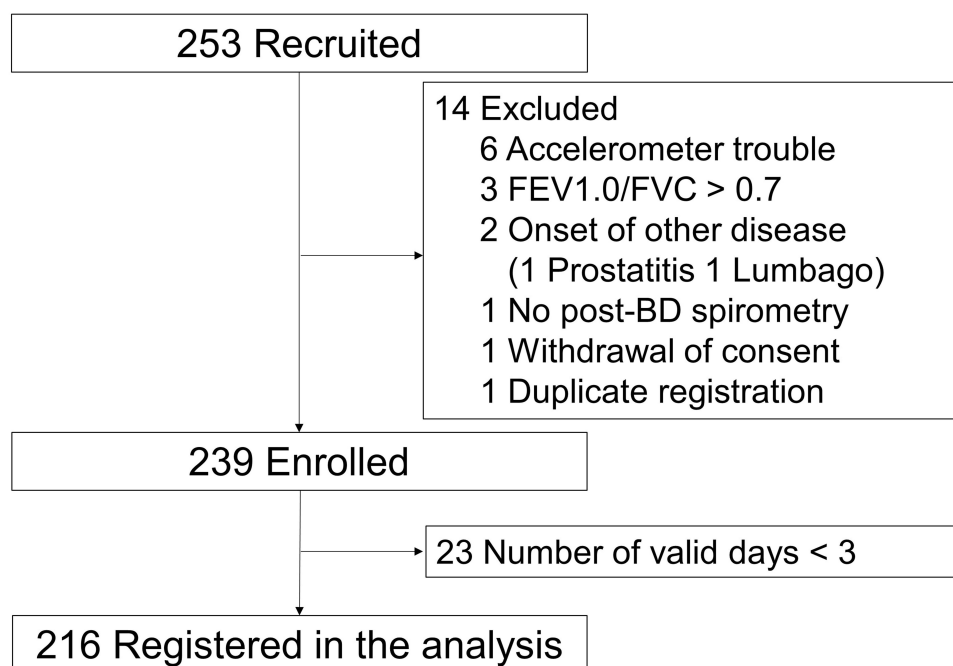 253 Recruited
14 Excluded
6 Accelerometer trouble
3 FEV1.0/FVC > 0.7
2 Onset of other disease
(1 Prostatitis 1 Lumbago)
1 No post-BD spirometry
1 Withdrawal of consent
1 Duplicate registration
239 Enrolled
23 Number of valid days < 3
216 Registered in the analysis